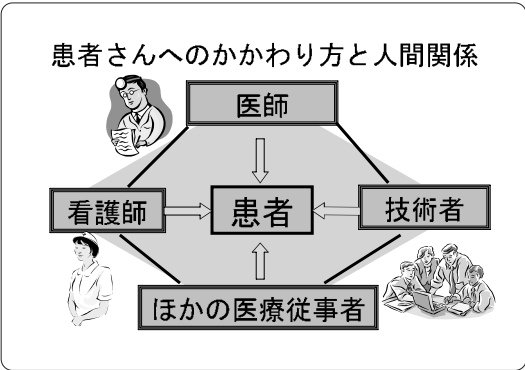 患者さんへのかかわり方と人間関係
医師
看護師
患者
技術者
ほかの医療従事者